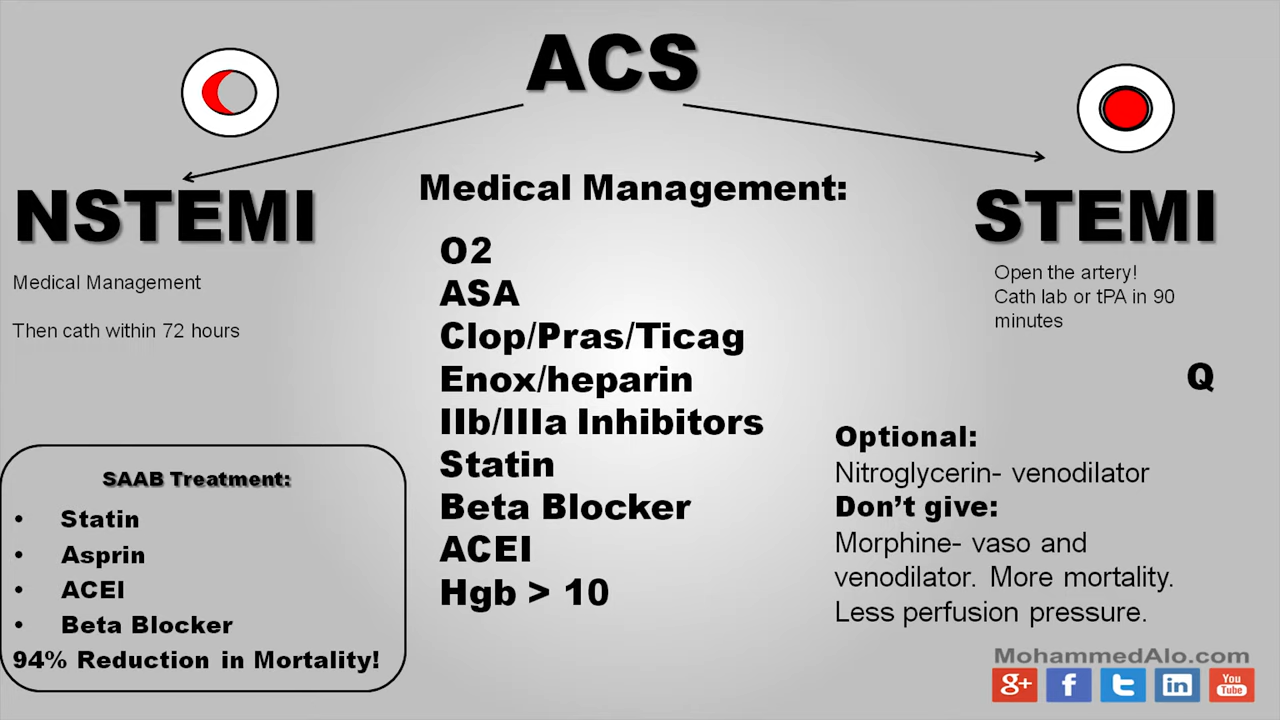 ACS
NSTEMI
Medical Management
Then cath within 72 hours
SAAB Treatment:
• Statin
• Asprin
• ACEI
• Beta Blocker
94% Reduction in Mortality!
Medical Management:
O2
ASA
Clop/Pras/Ticag
Enox/heparin
IIb/IIIa Inhibitors
Statin
Beta Blocker
ACEI
Hgb > 10
STEMI
Open the artery!
Cath lab or tPA in 90
minutes
Q
Optional:
Nitroglycerin- venodilator
Don't give:
Morphine- vaso and
venodilator. More mortality.
Less perfusion pressure.
MohammedAlo.com
g+ f t in You Tube